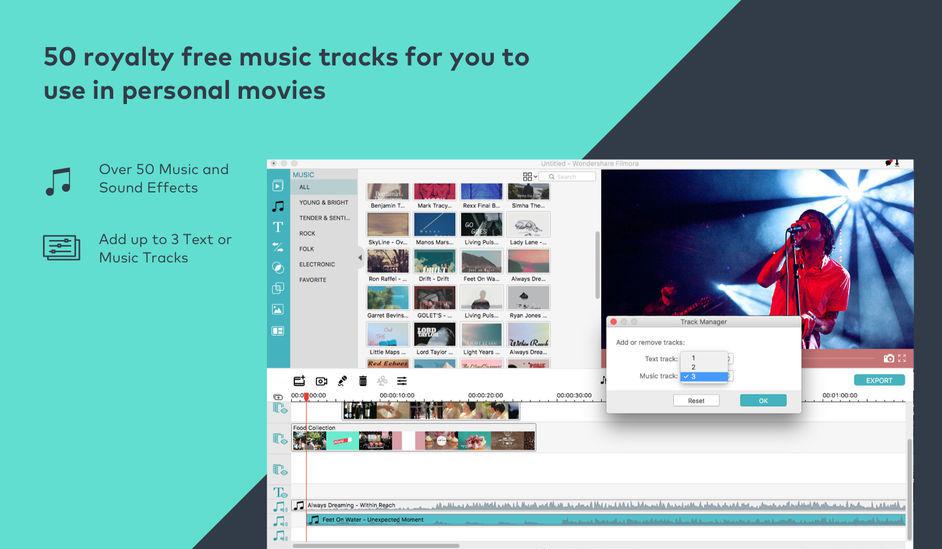 50 royalty free music tracks for you to
use in personal movies
Over 50 Music and
Sound Effects
Add up to 3 Text or
Music Tracks
Untitled - Wondershare Filmora
MUSIC
Search
ALL
YOUNG & BRIGHT
TENDER & SENTI...
ROCK
FOLK
ELECTRONIC
FAVORITE
Benjamin T... Mark Tracy... Rexx Final B... Simha The...
GO
SkyLine - Ov... Manos Mars... Living Puls... Lady Lane -...
Ron Raffel -... Drift - Drift Feet On Wa... Always Dre...
Garret Bevins... GOLET'S -... Living Puls... Ryan Jones...
LORD
TAYLOR
Little Maps... Lord Taylor... Light Years... Always Drea...
Red Echoes
Track Manager
Add or remove tracks:
Text track:
1
2
Music track:
✓ 3
Reset
OK
EXPORT
00:00:00:00 00:00:10:00 00:00:20:00 00:00:30:00 00:01:00:00
Food Collection
Always Dreaming - Within Reach
Feet On Water - Unexpected Moment